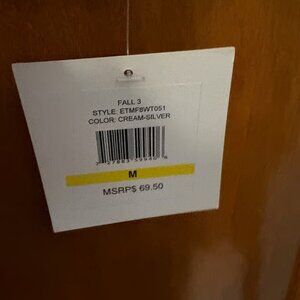 FALL 3
STYLE: ETMF8WT051
COLOR: CREAM-SILVER
M
MSRP$ 69.50